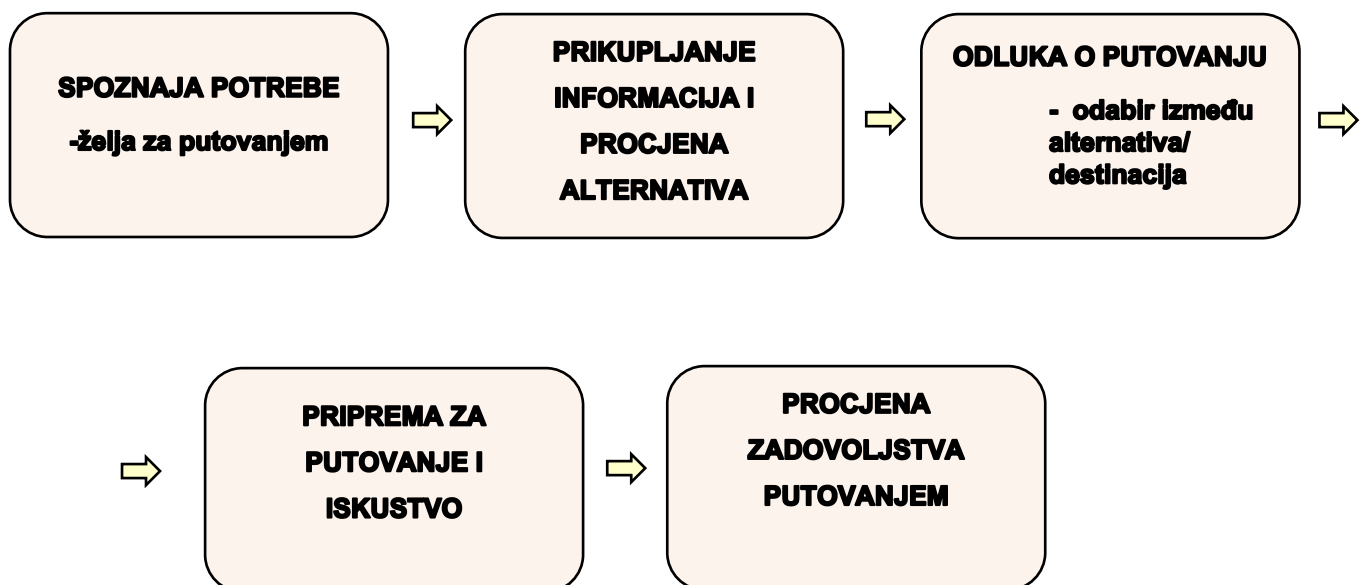 SPOZNAJA POTREBE
-želja za putovanjem
PRIKUPLJANJE
INFORMACIJA I
PROCJENA
ALTERNATIVA
ODLUKA O PUTOVANJU
- odabir između
alternativa/
destinacija
PRIPREMA ZA
PUTOVANJE I
ISKUSTVO
PROCJENA
ZADOVOLJSTVA
PUTOVANJEM